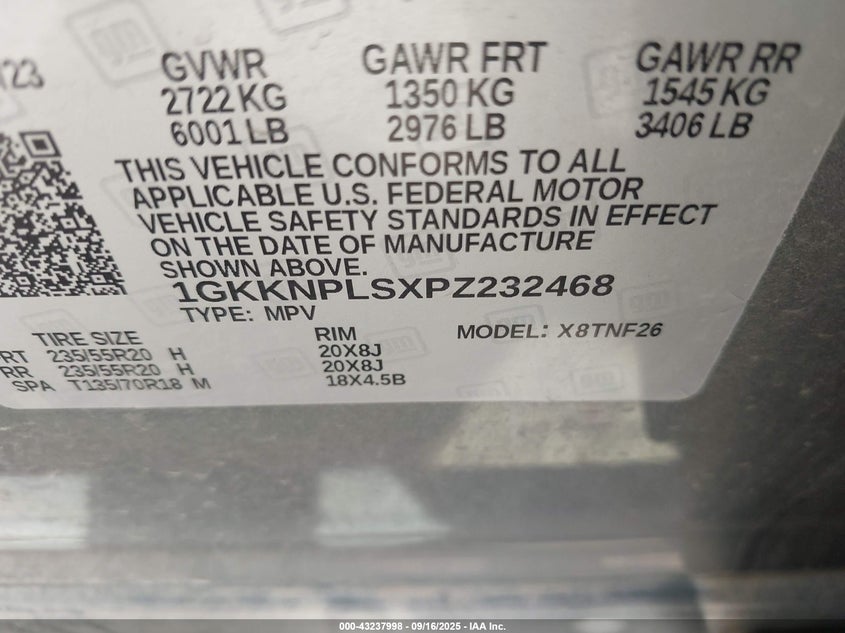 GVWR GAWR FRT GAWR RR
2722 KG 1350 KG 1545 KG
6001 LB 2976 LB 3406 LB
THIS VEHICLE CONFORMS TO ALL
APPLICABLE U.S. FEDERAL MOTOR
VEHICLE SAFETY STANDARDS IN EFFECT
ON THE DATE OF MANUFACTURE
SHOWN ABOVE.
1GKKNPLSXPZ232468
TYPE: MPV MODEL: X8TNF26
TIRE SIZE RIM
RT 235/55R20 H 20X8J
RR 235/55R20 H 20X8J
SPA T135/70R18 M 18X4.5B
000-43237998 - 09/16/2025 - IAA Inc.